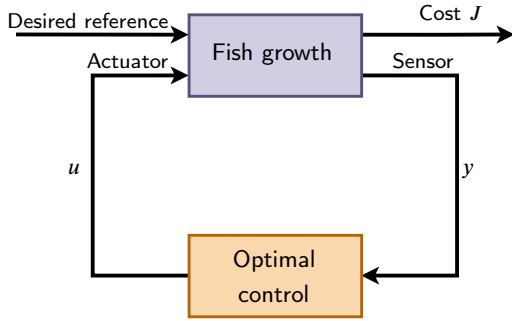 Desired reference
Fish growth
Cost J
Actuator
Sensor
u
y
Optimal
control